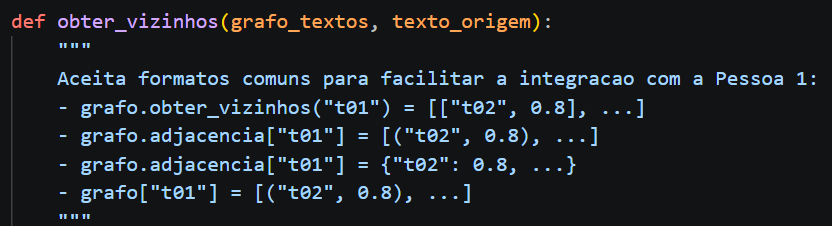 def obter_vizinhos(grafo_textos, texto_origem):
"""
Aceita formatos comuns para facilitar a integracao com a Pessoa 1:
- grafo.obter_vizinhos("t01") = [["t02", 0.8], ...]
- grafo.adjacencia["t01"] = [("t02", 0.8), ...]
- grafo.adjacencia["t01"] = {"t02": 0.8, ...}
- grafo["t01"] = [("t02", 0.8), ...]
"""